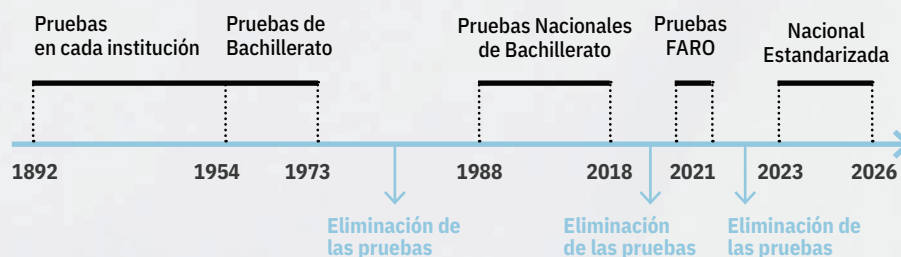 Pruebas
en cada institución
Pruebas de
Bachillerato
Pruebas Nacionales
de Bachillerato
Pruebas
FARO
Nacional
Estandarizada
1892
1954
1973
1988
2018
2021
2023
2026
Eliminación de
las pruebas
Eliminación
de las pruebas
Eliminación de
las pruebas